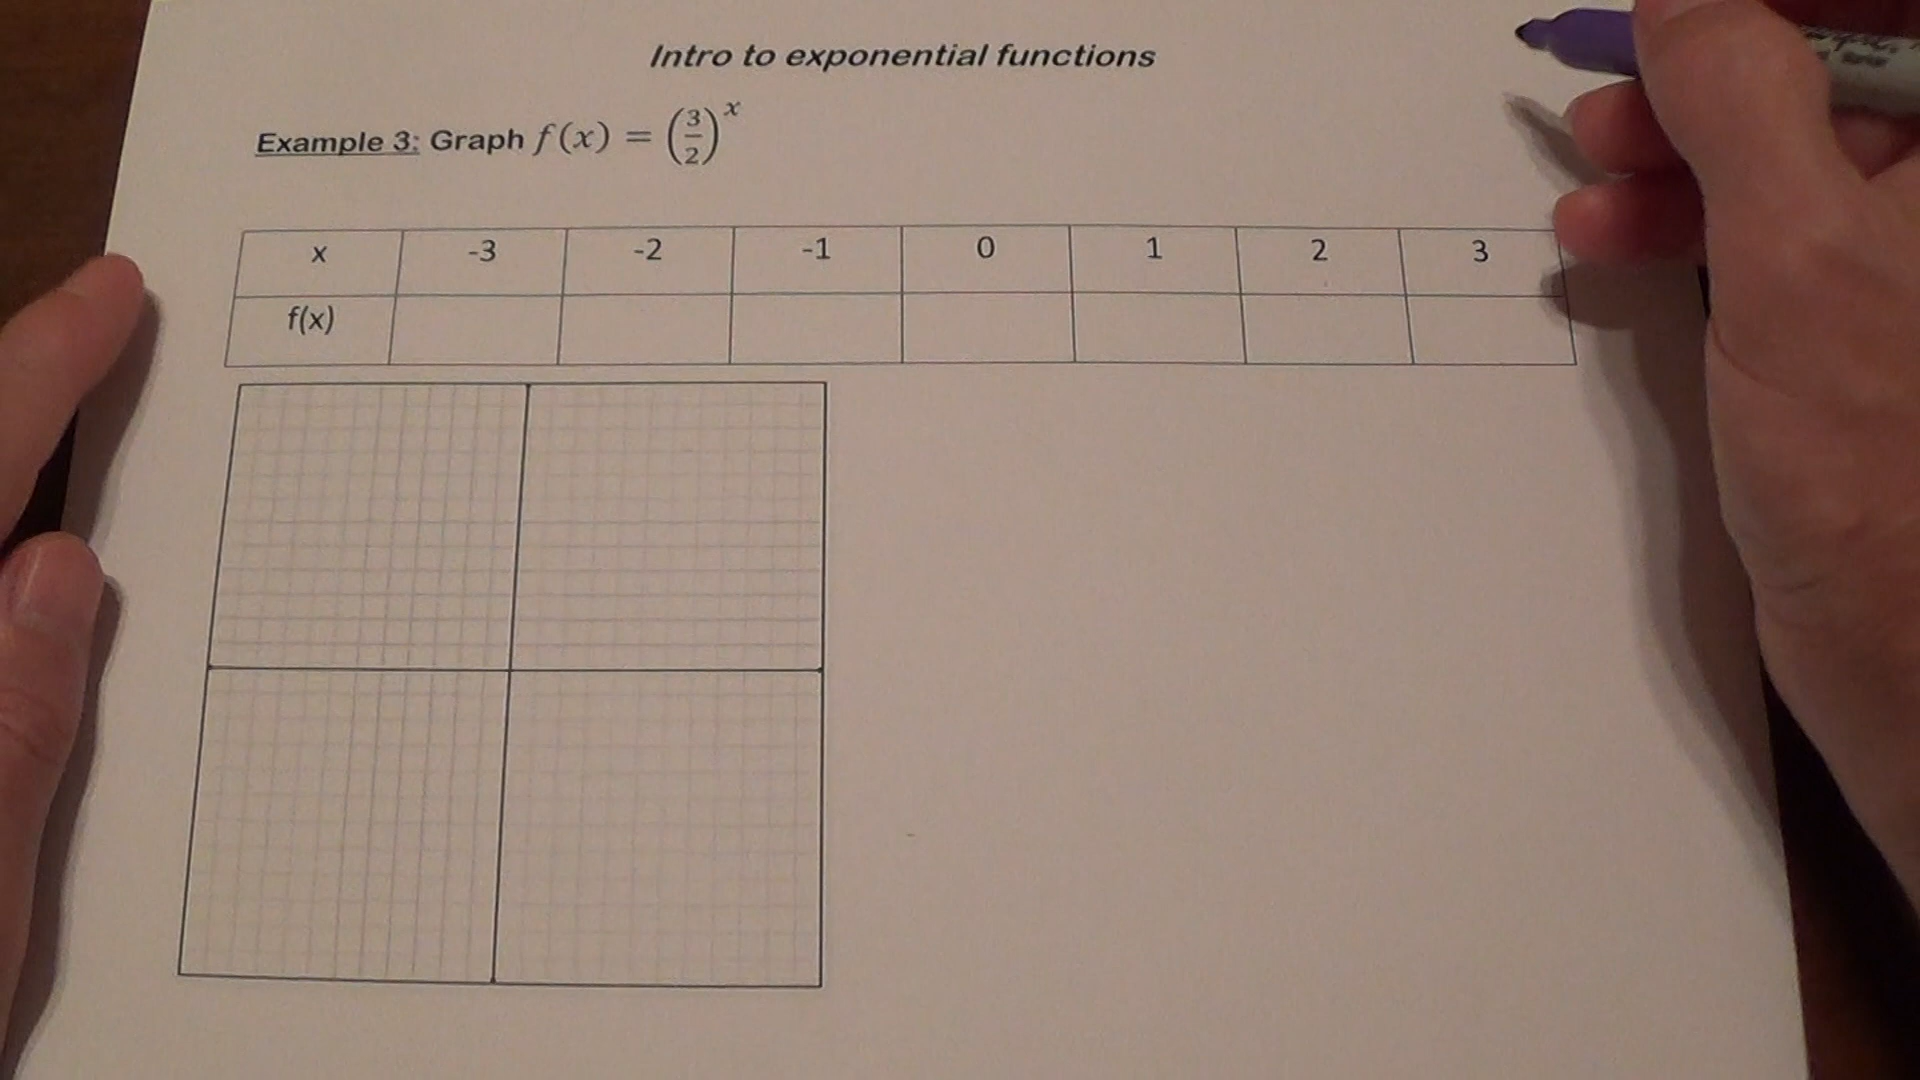 Intro to exponential functions
Example 3: Graph f(x) = (3/2)^x
x -3 -2 -1 0 1 2 3
f(x)